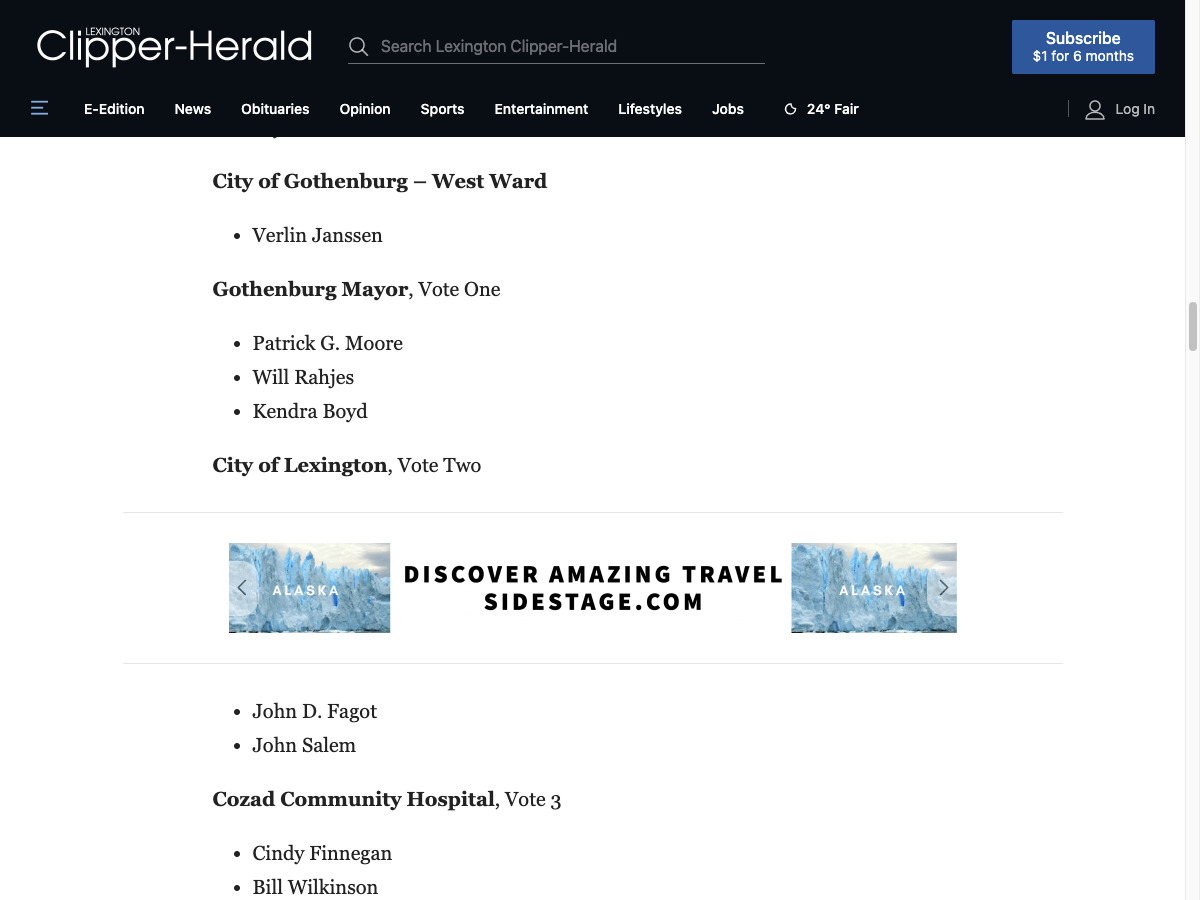 LEXINGTON
Clipper-Herald
Search Lexington Clipper-Herald
Subscribe
$1 for 6 months
E-Edition News Obituaries Opinion Sports Entertainment Lifestyles Jobs 24° Fair Log In
City of Gothenburg – West Ward
• Verlin Janssen
Gothenburg Mayor, Vote One
• Patrick G. Moore
• Will Rahjes
• Kendra Boyd
City of Lexington, Vote Two
ALASKA
DISCOVER AMAZING TRAVEL
SIDESTAGE.COM
ALASKA
• John D. Fagot
• John Salem
Cozad Community Hospital, Vote 3
• Cindy Finnegan
• Bill Wilkinson